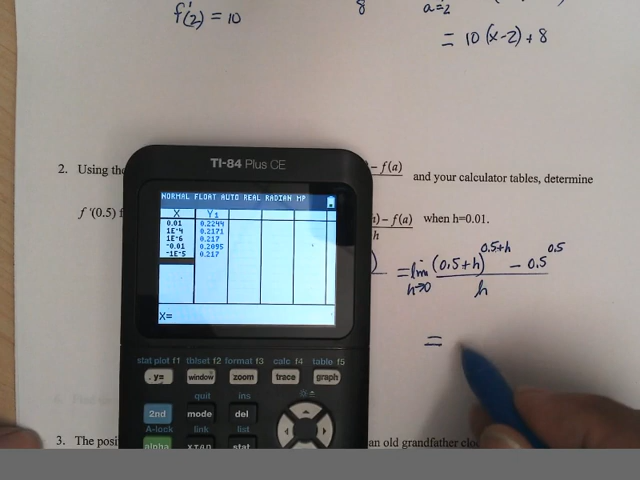 f'(2) = 10
8
a=2
= 10(x-2)+8
2. Using the
– f(a)
and your calculator tables, determine
f '(0.5) f
– f(a)
h
when h=0.01.
= lim h→0 (0.5+h)^0.5+h – 0.5^0.5
h
=
TI-84 Plus CE
NORMAL FLOAT AUTO REAL RADIAN MP
X Y1
0.01 0.2244
1E-4 0.2171
1E-6 0.217
-0.01 0.2095
-1E-5 0.217
X=
stat plot f1 tblset f2 format f3 calc f4 table f5
y= window zoom trace graph
quit ins
2nd mode del
A-lock link list
alpha X,T,θ,n stat
3. The posi
an old grandfather clo